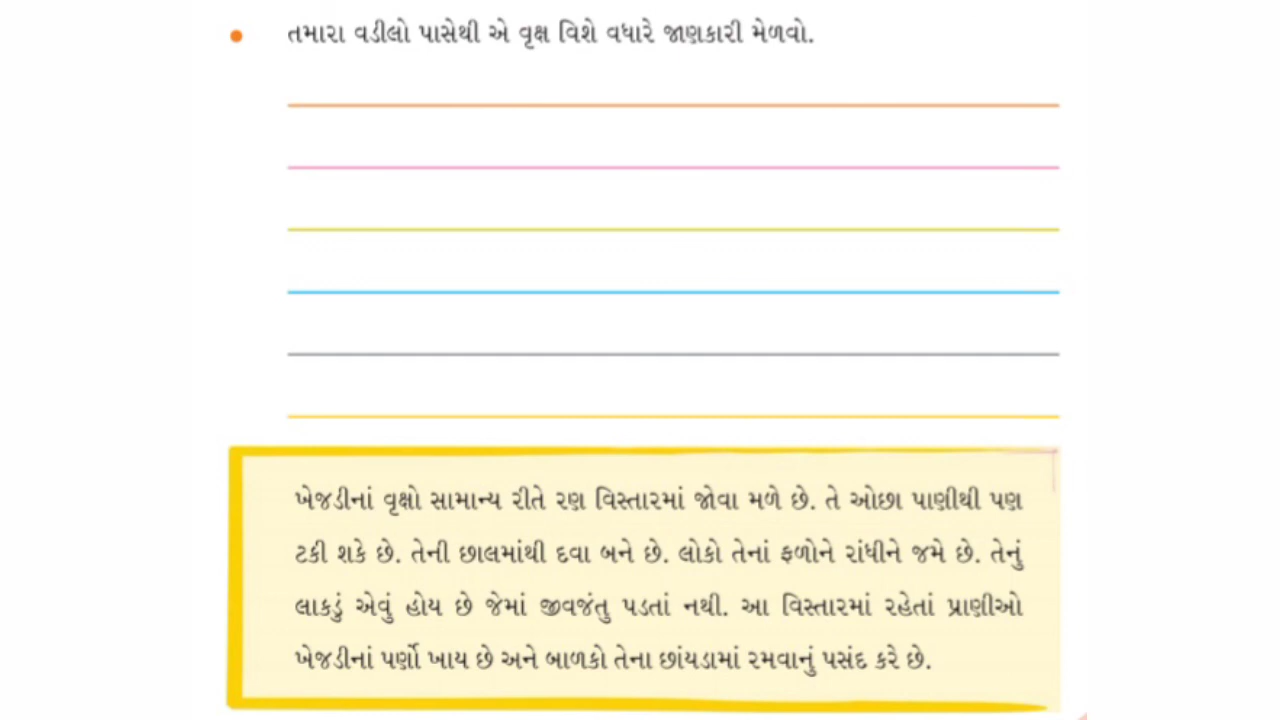 તમારા વડીલો પાસેથી એ વૃક્ષ વિશે વધારે જાણકારી મેળવો.
ખેજડીનાં વૃક્ષો સામાન્ય રીતે રણ વિસ્તારમાં જોવા મળે છે. તે ઓછા પાણીથી પણ
ટકી શકે છે. તેની છાલમાંથી દવા બને છે. લોકો તેનાં ફળોને રાંધીને જમે છે. તેનું
લાકડું એવું હોય છે જેમાં જીવજંતુ પડતાં નથી. આ વિસ્તારમાં રહેતાં પ્રાણીઓ
ખેજડીનાં પર્ણો ખાય છે અને બાળકો તેના છાંયડામાં રમવાનું પસંદ કરે છે.